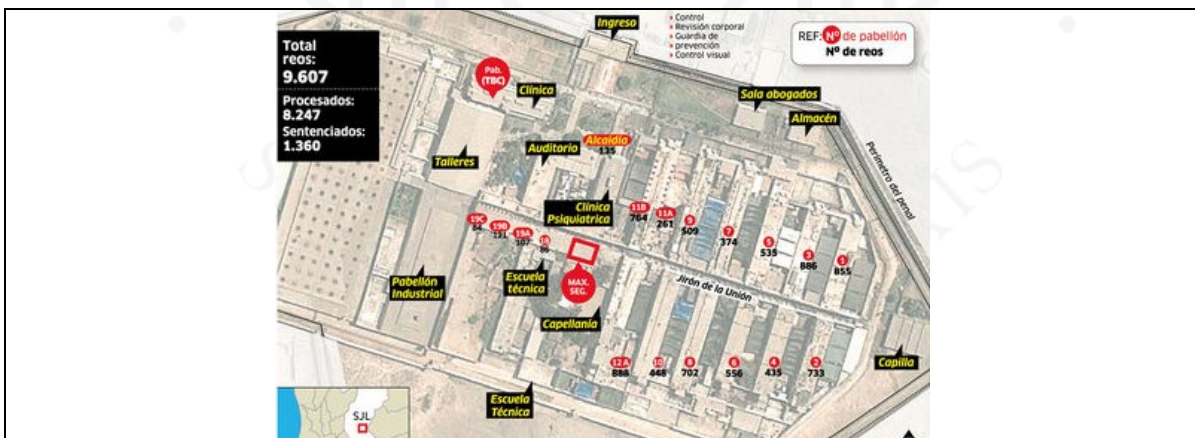 Total
reos:
9.607
Procesados:
8.247
Sentenciados:
1.360
Ingreso
• Control
• Revisión corporal
• Guardia de
• prevención
• Control visual
REF: Nº de pabellón
Nº de reos
Pab.
(TBC)
Clínica
Sala abogados
Almacén
Talleres
Auditorio
Alcaidía
135
Perímetro del penal
Clínica
Psiquiatrica
11B
764
11A
261
9
509
7
374
5
535
3
886
1
855
19C
84
19B
19A
107
18
86
Pabellón
Industrial
Escuela
técnica
MAX.
SEG.
Jirón de la Unión
Capellanía
12A
888
10
448
8
702
6
556
4
435
2
733
Capilla
Escuela
Técnica
SJL